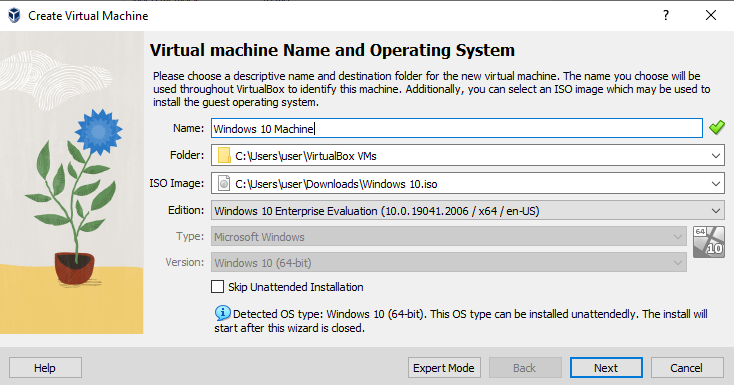 Create Virtual Machine
Virtual machine Name and Operating System
Please choose a descriptive name and destination folder for the new virtual machine. The name you choose will be
used throughout VirtualBox to identify this machine. Additionally, you can select an ISO image which may be used to
install the guest operating system.
Name: Windows 10 Machine
Folder: C:\Users\user\VirtualBox VMs
ISO Image: C:\Users\user\Downloads\Windows 10.iso
Edition: Windows 10 Enterprise Evaluation (10.0.19041.2006 / x64 / en-US)
Type: Microsoft Windows
64
Version: Windows 10 (64-bit)
10
Skip Unattended Installation
Detected OS type: Windows 10 (64-bit). This OS type can be installed unattendedly. The install will
start after this wizard is closed.
Help Expert Mode Back Next Cancel